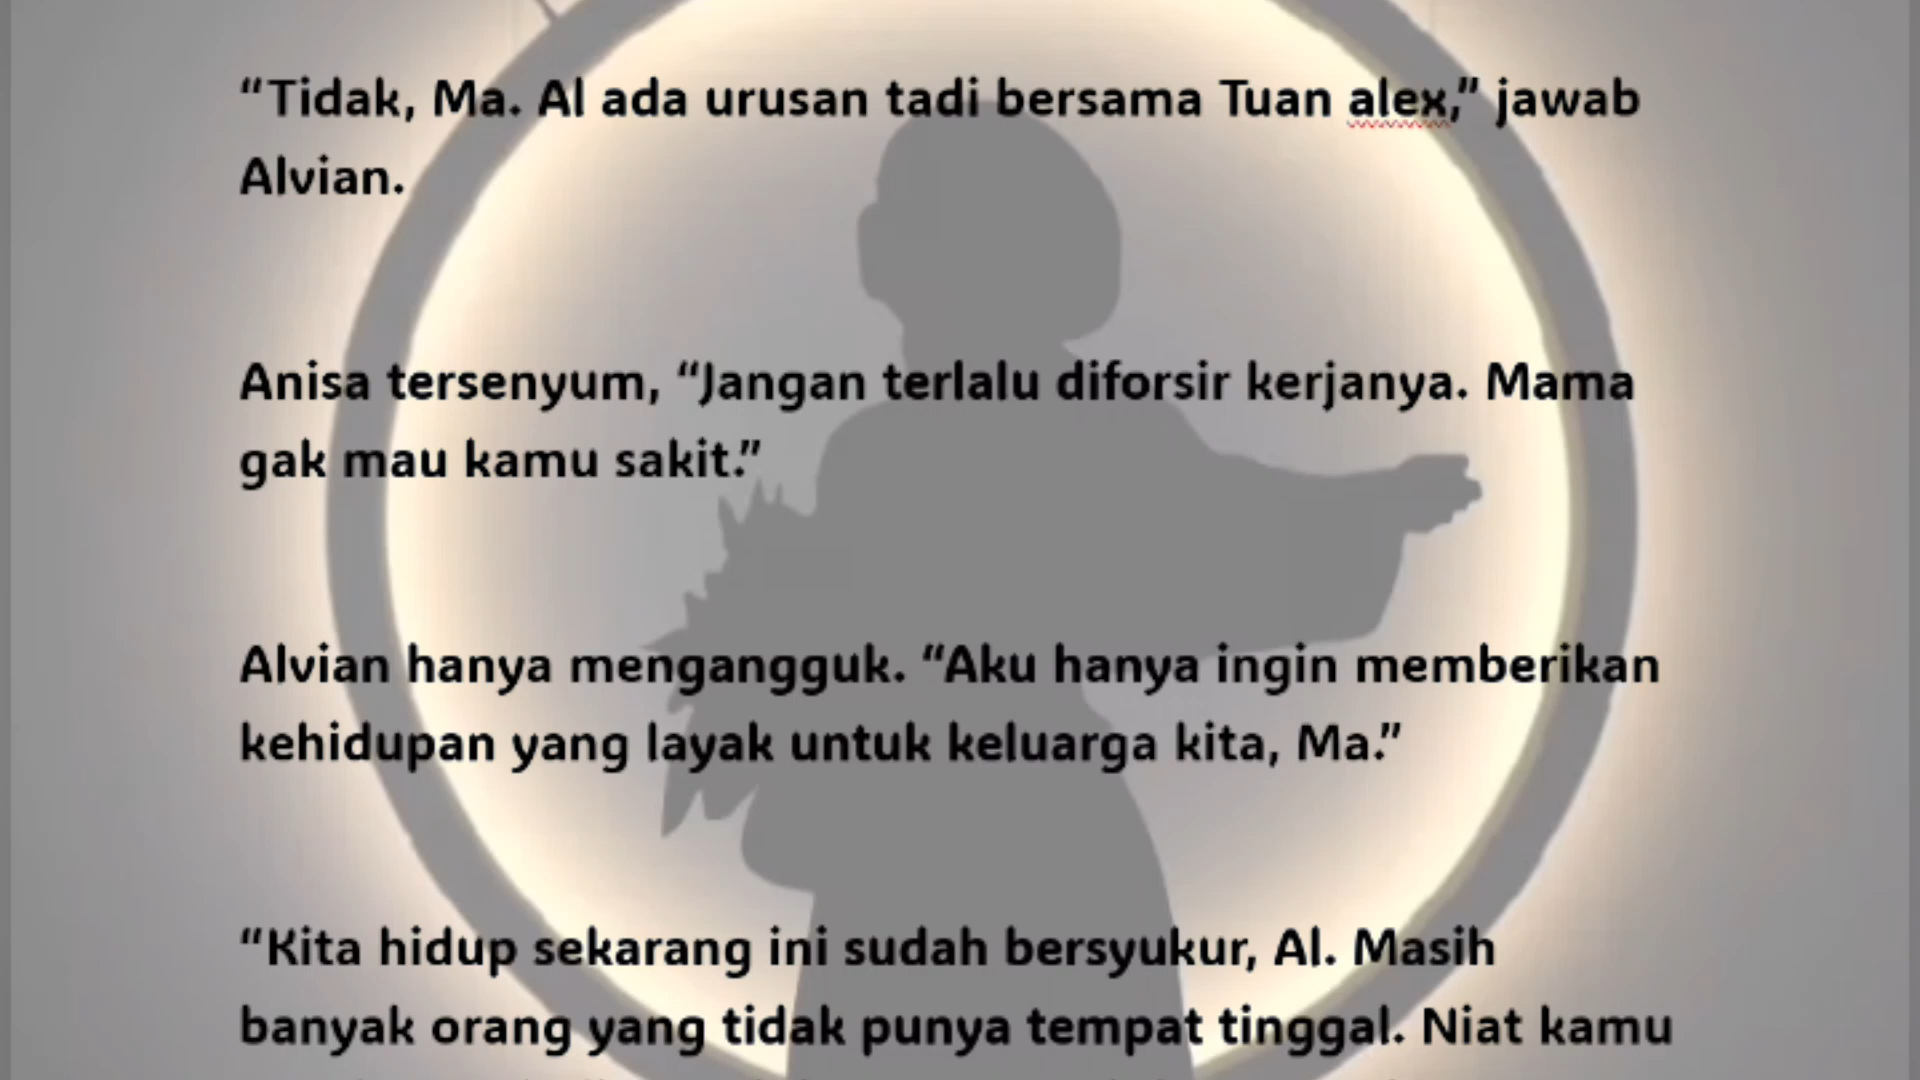 “Tidak, Ma. Al ada urusan tadi bersama Tuan alex,” jawab
Alvian.
Anisa tersenyum, “Jangan terlalu diforsir kerjanya. Mama
gak mau kamu sakit.”
Alvian hanya mengangguk. “Aku hanya ingin memberikan
kehidupan yang layak untuk keluarga kita, Ma.”
“Kita hidup sekarang ini sudah bersyukur, Al. Masih
banyak orang yang tidak punya tempat tinggal. Niat kamu